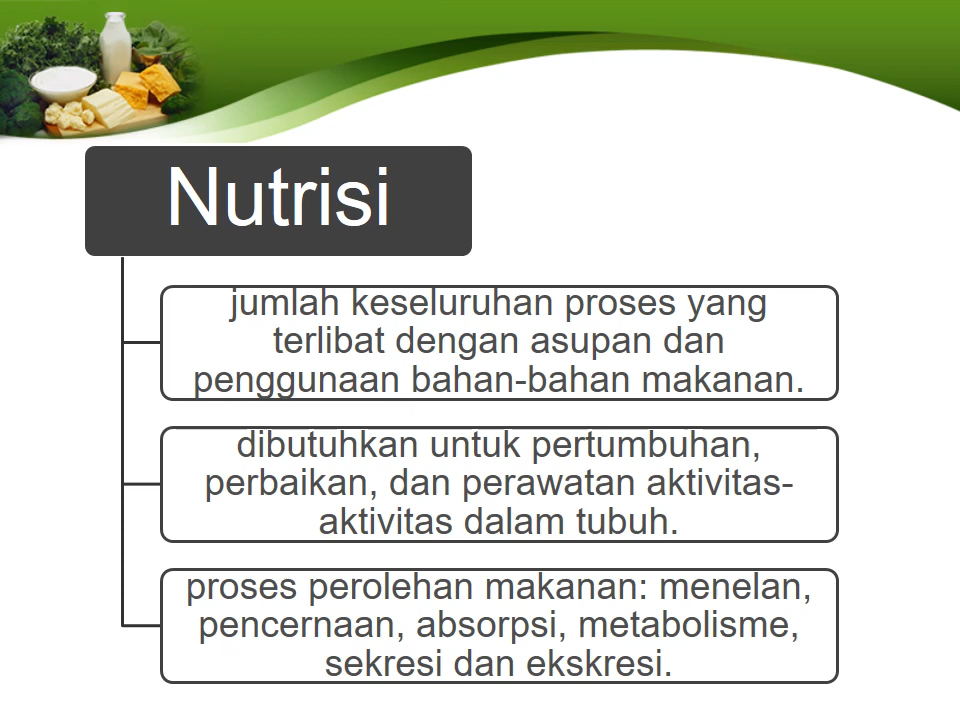 Nutrisi
jumlah keseluruhan proses yang
terlibat dengan asupan dan
penggunaan bahan-bahan makanan.
dibutuhkan untuk pertumbuhan,
perbaikan, dan perawatan aktivitas-
aktivitas dalam tubuh.
proses perolehan makanan: menelan,
pencernaan, absorpsi, metabolisme,
sekresi dan ekskresi.